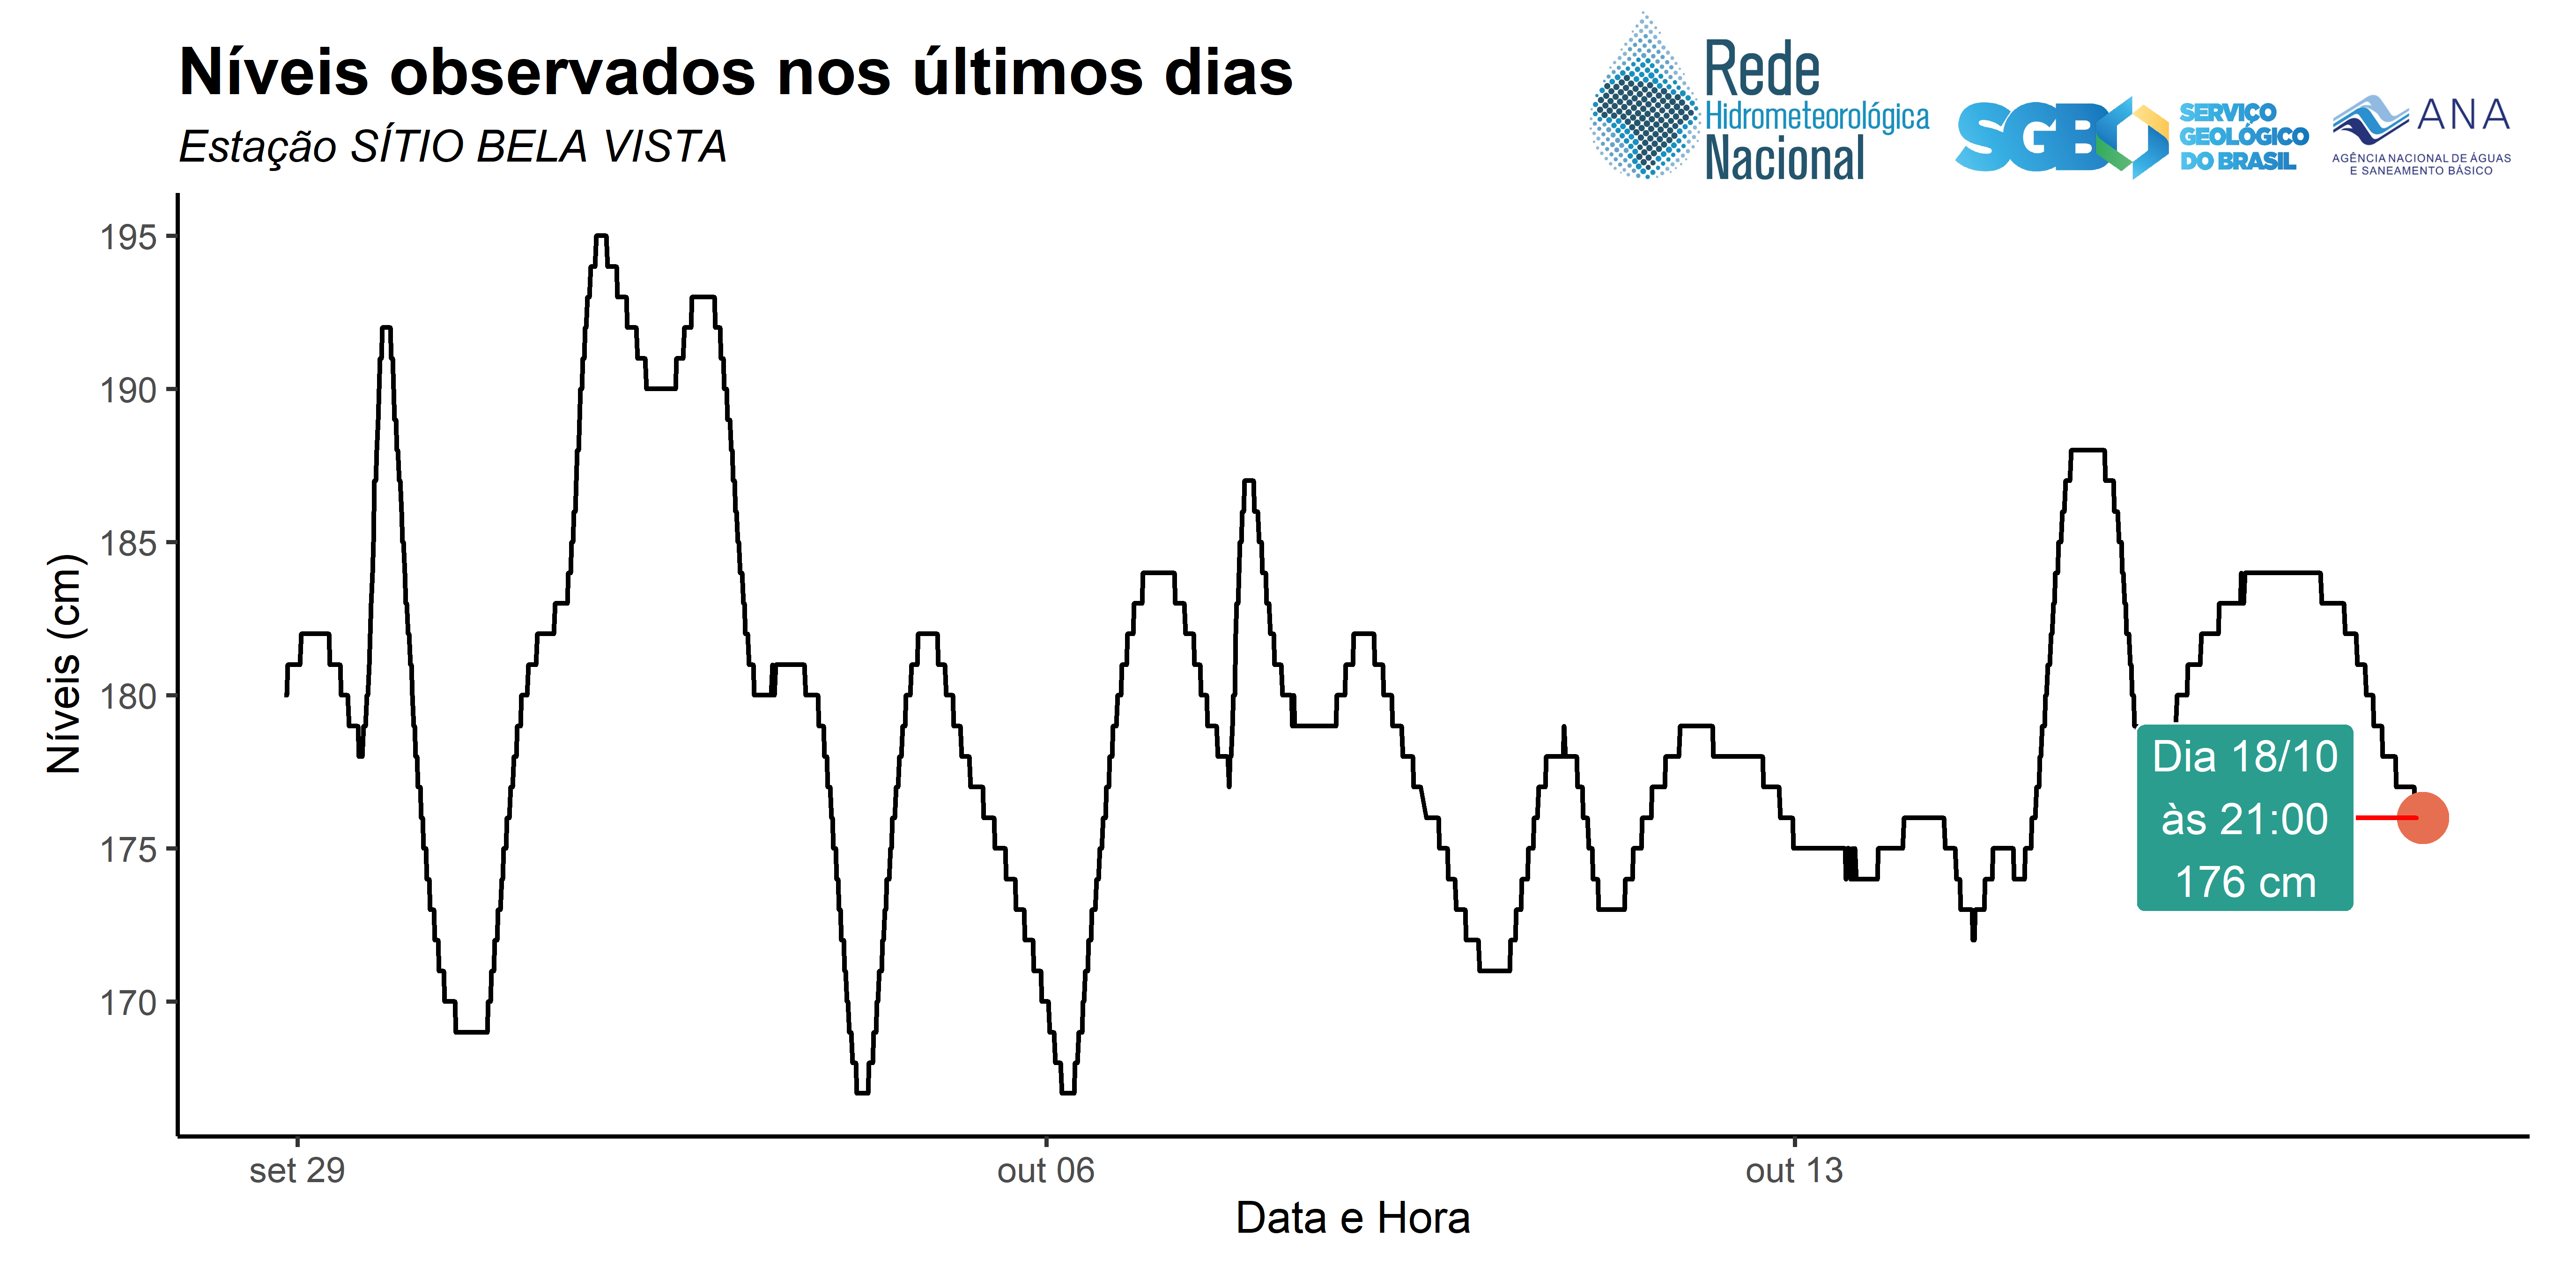 Níveis observados nos últimos dias
Estação SÍTIO BELA VISTA
Rede
Hidrometeorológica
Nacional
SGB
SERVIÇO
GEOLÓGICO
DO BRASIL
ANA
AGÊNCIA NACIONAL DE ÁGUAS
E SANEAMENTO BÁSICO
Níveis (cm)
195
190
185
180
175
170
Dia 18/10
às 21:00
176 cm
set 29
out 06
out 13
Data e Hora